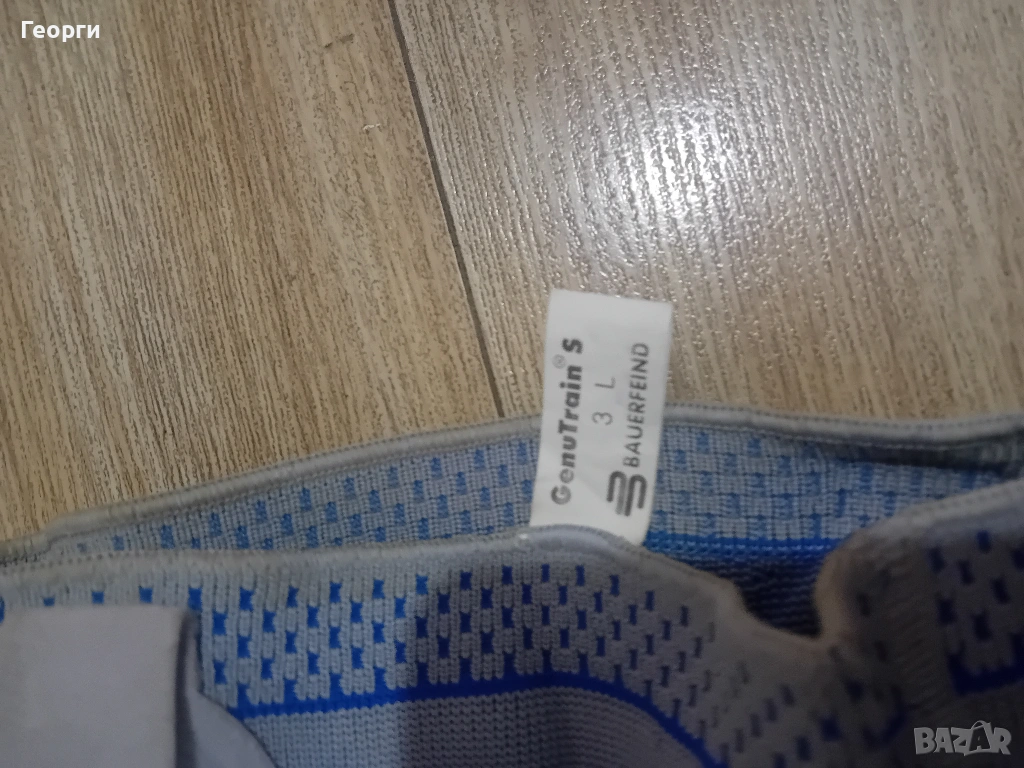 Георги
GenuTrain® S
3 L
BAUERFEIND
BAZAR